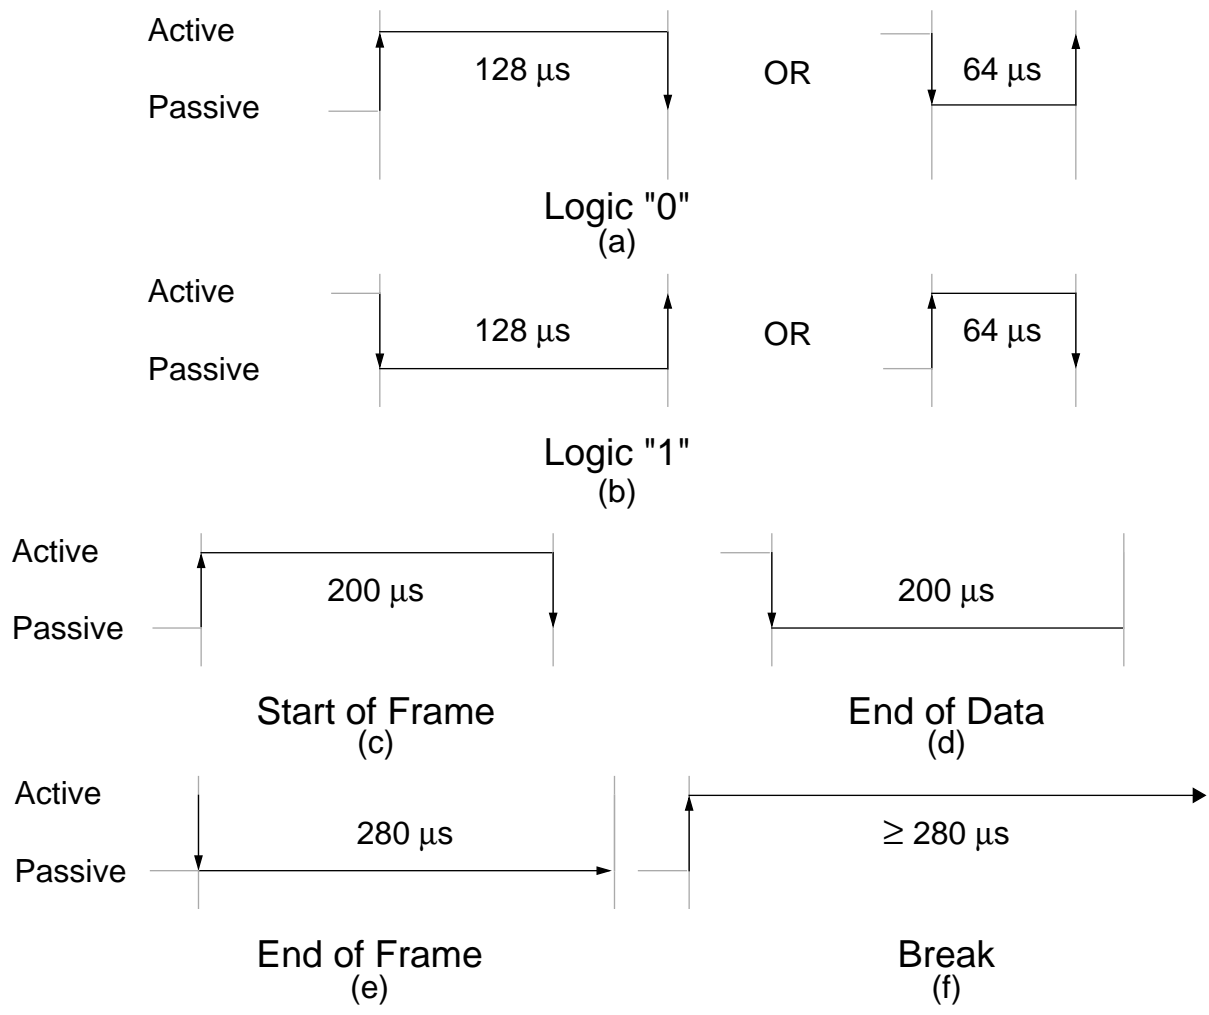 Active
128 μs
OR
64 μs
Passive
Logic "0"
(a)
Active
128 μs
OR
64 μs
Passive
Logic "1"
(b)
Active
200 μs
200 μs
Passive
Start of Frame
(c)
End of Data
(d)
Active
280 μs
≥ 280 μs
Passive
End of Frame
(e)
Break
(f)